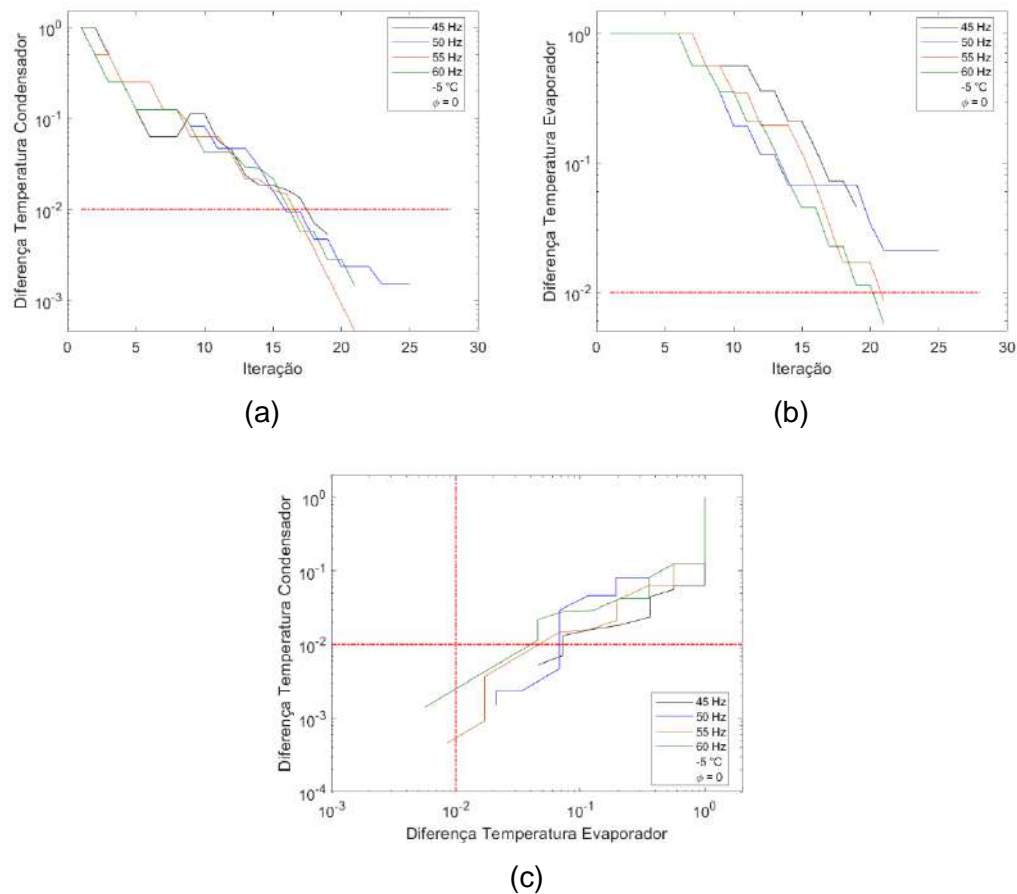 10^0
10^-1
10^-2
10^-3
Diferença Temperatura Condensador
0 5 10 15 20 25 30
Iteração
45 Hz
50 Hz
55 Hz
60 Hz
-5 °C
ϕ = 0
(a)
10^0
10^-1
10^-2
Diferença Temperatura Evaporador
0 5 10 15 20 25 30
Iteração
45 Hz
50 Hz
55 Hz
60 Hz
-5 °C
ϕ = 0
(b)
10^0
10^-1
10^-2
10^-3
10^-4
Diferença Temperatura Condensador
10^-3 10^-2 10^-1 10^0
Diferença Temperatura Evaporador
45 Hz
50 Hz
55 Hz
60 Hz
-5 °C
ϕ = 0
(c)